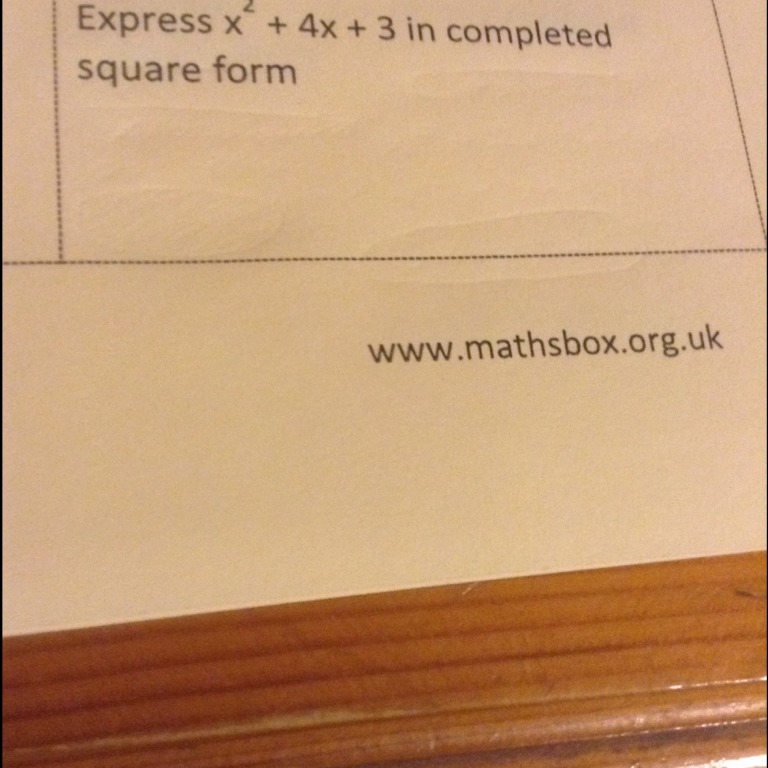 Express x² + 4x + 3 in completed
square form
www.mathsbox.org.uk